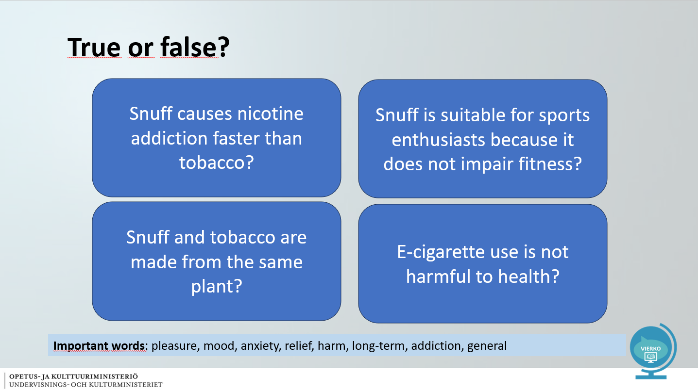 True or false?
Snuff causes nicotine
addiction faster than
tobacco?
Snuff is suitable for sports
enthusiasts because it
does not impair fitness?
Snuff and tobacco are
made from the same
plant?
E-cigarette use is not
harmful to health?
Important words: pleasure, mood, anxiety, relief, harm, long-term, addiction, general
VIERKO
OPETUS- JA KULTTUURIMINISTERIÖ
UNDERVISNINGS- OCH KULTURMINISTERIET